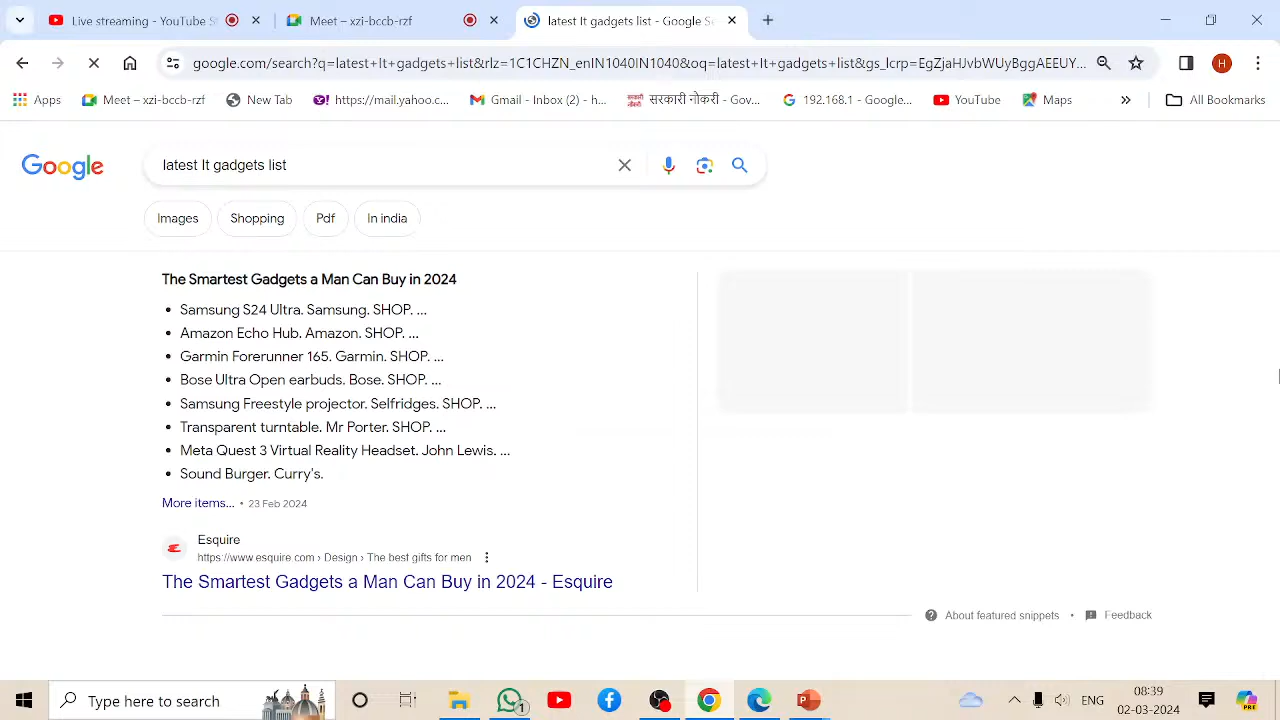 Live streaming - YouTube S
Meet – xzi-bccb-rzf
latest It gadgets list - Google Se
google.com/search?q=latest+It+gadgets+list&rlz=1C1CHZN_enIN1040IN1040&oq=latest+It+gadgets+list&gs_lcrp=EgZjaHJvbWUyBggAEEUY...
H
Apps
Meet – xzi-bccb-rzf
New Tab
https://mail.yahoo.c...
Gmail - Inbox (2) - h...
सरकारी नौकरी - Gov...
192.168.1 - Google...
YouTube
Maps
»
All Bookmarks
Google
latest It gadgets list
Images
Shopping
Pdf
In india
The Smartest Gadgets a Man Can Buy in 2024
• Samsung S24 Ultra. Samsung. SHOP. ...
• Amazon Echo Hub. Amazon. SHOP. ...
• Garmin Forerunner 165. Garmin. SHOP. ...
• Bose Ultra Open earbuds. Bose. SHOP. ...
• Samsung Freestyle projector. Selfridges. SHOP. ...
• Transparent turntable. Mr Porter. SHOP. ...
• Meta Quest 3 Virtual Reality Headset. John Lewis. ...
• Sound Burger. Curry's.
More items... • 23 Feb 2024
Esquire
https://www.esquire.com › Design › The best gifts for men
The Smartest Gadgets a Man Can Buy in 2024 - Esquire
About featured snippets • Feedback
Type here to search
1
ENG
08:39
02-03-2024
PRE